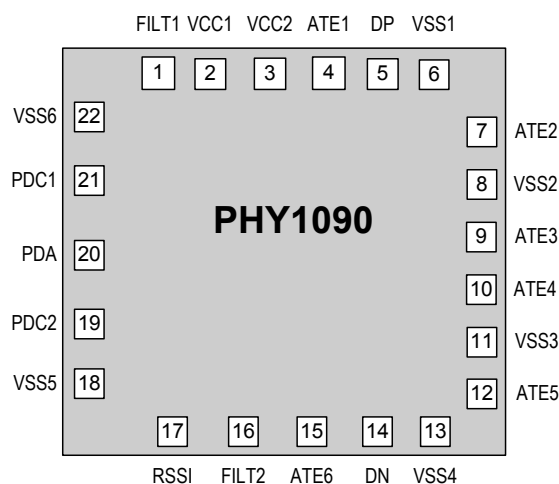 FILT1 VCC1 VCC2 ATE1 DP VSS1
1 2 3 4 5 6
VSS6 22
7 ATE2
PDC1 21
8 VSS2
PHY1090
9 ATE3
PDA 20
10 ATE4
PDC2 19
11 VSS3
VSS5 18
12 ATE5
17 16 15 14 13
RSSI FILT2 ATE6 DN VSS4